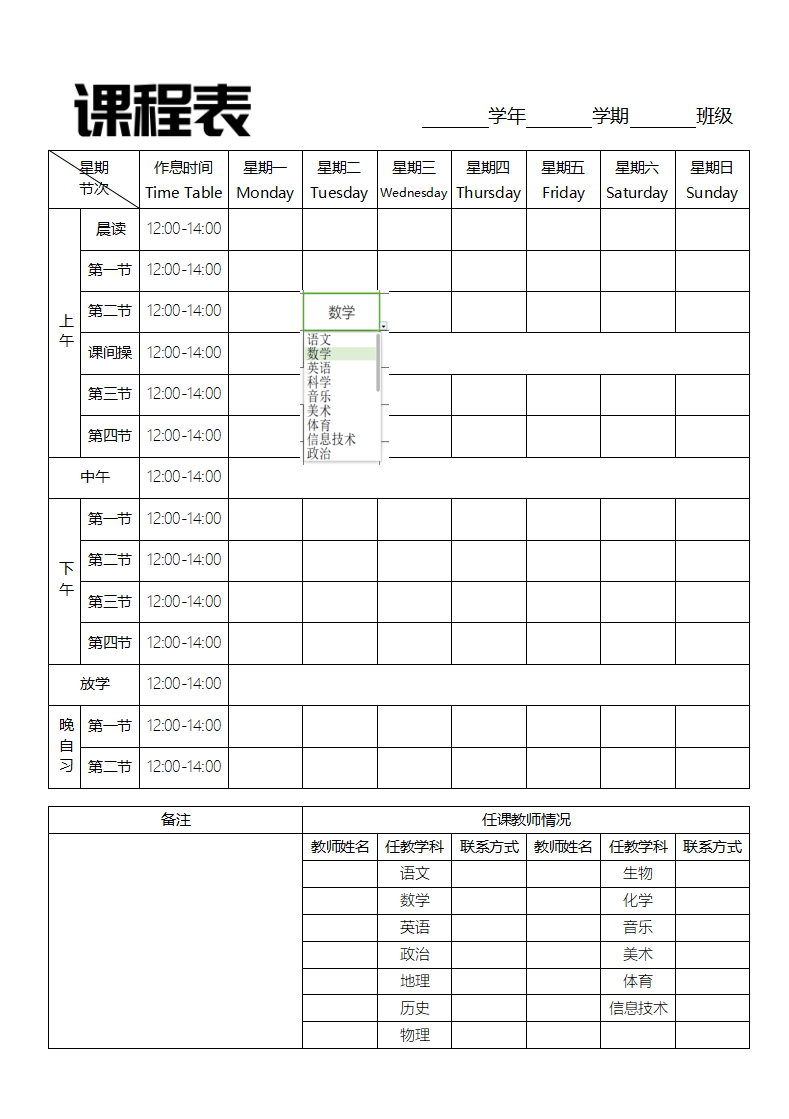 课程表
______学年______学期______班级
星期 作息时间 星期一 星期二 星期三 星期四 星期五 星期六 星期日
节次 Time Table Monday Tuesday Wednesday Thursday Friday Saturday Sunday
上午
晨读 12:00-14:00
第一节 12:00-14:00
第二节 12:00-14:00 数学
课间操 12:00-14:00
第三节 12:00-14:00
第四节 12:00-14:00
语文
数学
英语
科学
音乐
美术
体育
信息技术
政治
中午 12:00-14:00
下午
第一节 12:00-14:00
第二节 12:00-14:00
第三节 12:00-14:00
第四节 12:00-14:00
放学 12:00-14:00
晚自习
第一节 12:00-14:00
第二节 12:00-14:00
备注 任课教师情况
教师姓名 任教学科 联系方式 教师姓名 任教学科 联系方式
语文 生物
数学 化学
英语 音乐
政治 美术
地理 体育
历史 信息技术
物理